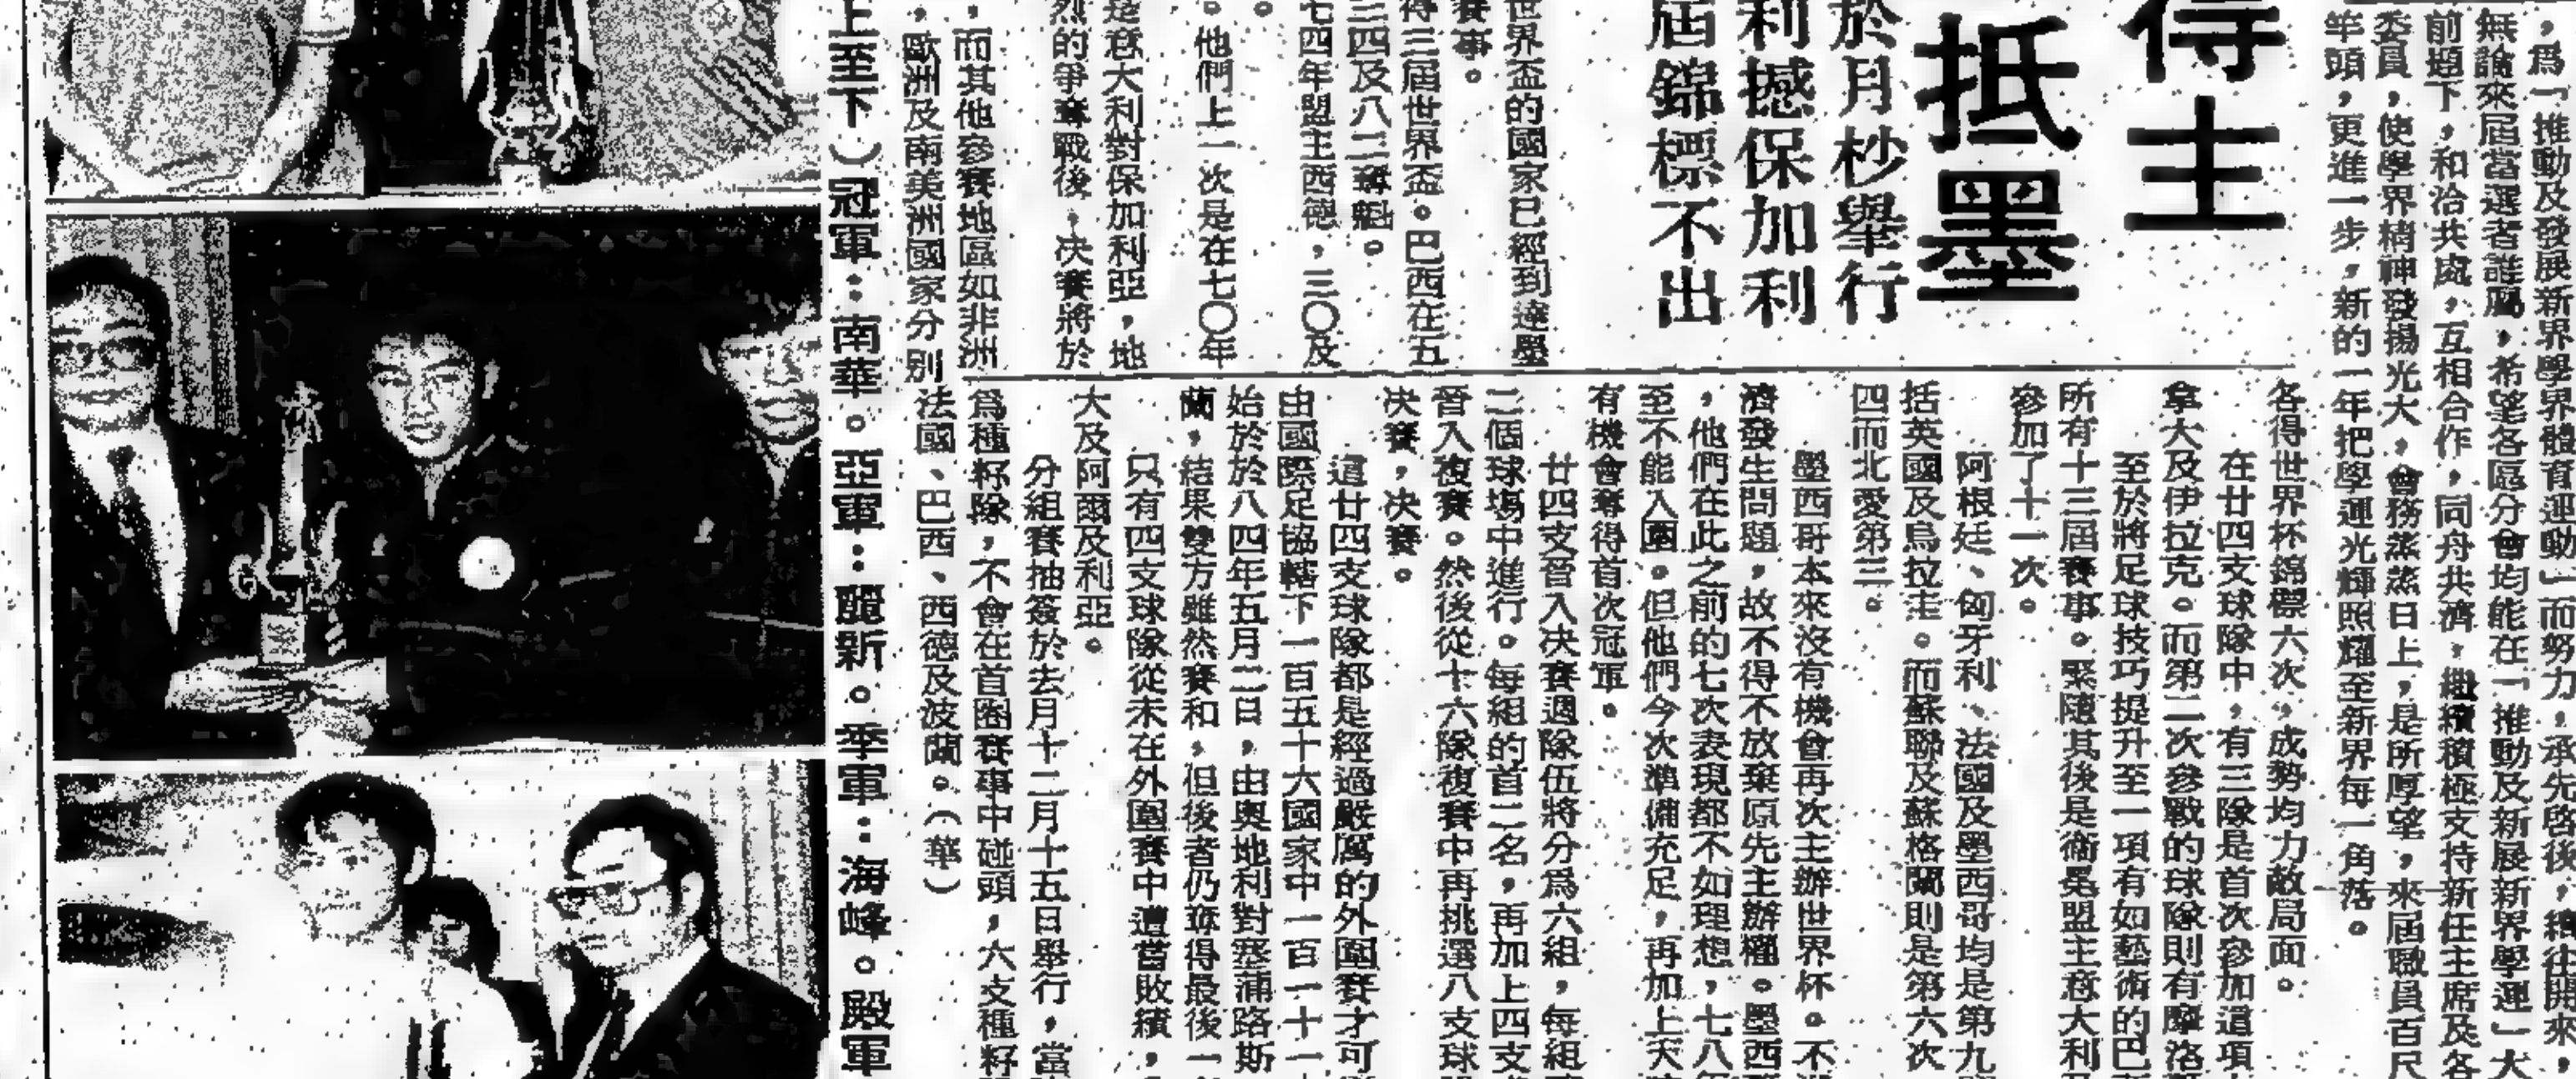 ，爲「推動及發展新界學界體育運動」而努力，承先啓後，繼往開來，
無論來屆當選者誰屬，希望各區分會均能在「推動及新展新界學運」大
前題下，和洽共處，互相合作，同舟共濟，繼續積極支持新任主席及各
委員，使學界精神發揚光大，會務蒸蒸日上，是所厚望，來屆職員百尺
竿頭，更進一步，新的一年把學運光輝照耀至新界每一角落。
得主
抵墨
於月杪舉行
利撼保加利
屆錦標不出
世界盃的國家已經到達墨
賽事。
得三屆世界盃。巴西在五
三四及八二奪魁。
七四年盟主西德，三〇及
。
。他們上一次是在七〇年
是意大利對保加利亞，地
烈的爭奪戰後，決賽將於
，而其他參賽地區如非洲
，歐洲及南美洲國家分別
各得世界杯錦標六次，成勢均力敵局面。
在廿四支球隊中，有三隊是首次參加這項
拿大及伊拉克。而第二次參戰的球隊則有摩洛
至於將足球技巧提升至一項有如藝術的巴
所有十三屆賽事。緊隨其後是衞冕盟主意大利
參加了十一次。
阿根廷、匈牙利、法國及墨西哥均是第九
括英國及烏拉圭。而蘇聯及蘇格蘭則是第六次
四而北愛第三。
墨西哥本來沒有機會再次主辦世界杯。不
濟發生問題，故不得不放棄原先主辦權。墨西
，他們在此之前的七次表現都不如理想，七八
至不能入圍。但他們今次準備充足，再加上天
有機會奪得首次冠軍。
廿四支晉入决賽週隊伍將分爲六組，每組
二個球塲中進行。每組的首二名，再加上四支
晉入複賽。然後從十六隊複賽中再挑選八支球
决賽，决賽。
這廿四支球隊都是經過嚴厲的外圍賽才可
由國際足協轄下一百五十六國家中一百一十一
始於於八四年五月二日，由奧地利對塞浦路斯
蘭，結果雙方雖然賽和，但後者仍奪得最後一
只有四支球隊從未在外圍賽中遭嘗敗績，
大及阿爾及利亞。
分組賽抽簽於去月十二月十五日舉行，當
爲種籽隊，不會在首圈賽事中碰頭，六支種籽
法國、巴西、西德及波蘭。（華）
上至下）冠軍：南華。亞軍：麗新。季軍：海峰。殿軍